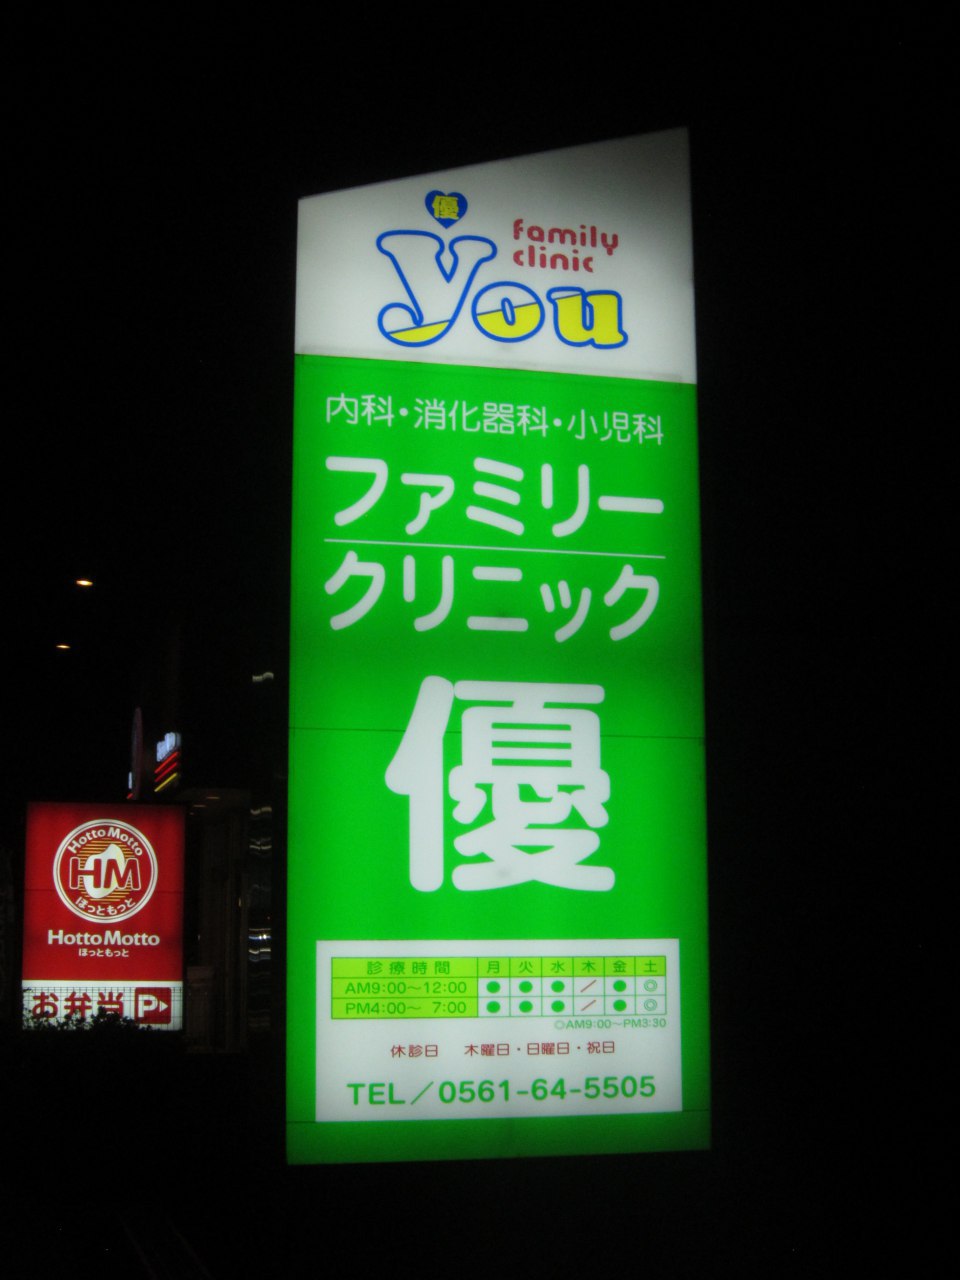 優
family
clinic
you
内科・消化器科・小児科
ファミリー
クリニック
優
診療時間 月 火 水 木 金 土
AM9:00〜12:00 ● ● ● ／ ● ◎
PM4:00〜 7:00 ● ● ● ／ ● ◎
◎AM9:00〜PM3:30
休診日 木曜日・日曜日・祝日
TEL／0561-64-5505
Hotto Motto
HM
ほっともっと
Hotto Motto
ほっともっと
お弁当 P